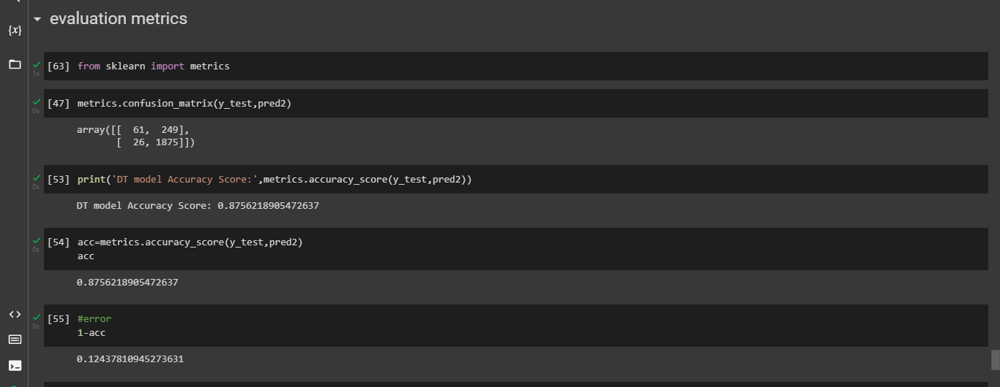 evaluation metrics
{x}
[63] from sklearn import metrics
1s
[47] metrics.confusion_matrix(y_test,pred2)
0s
array([[  61,  249],
       [  26, 1875]])
[53] print('DT model Accuracy Score:',metrics.accuracy_score(y_test,pred2))
0s
DT model Accuracy Score: 0.8756218905472637
[54] acc=metrics.accuracy_score(y_test,pred2)
0s
acc
0.8756218905472637
[55] #error
0s
1-acc
0.12437810945273631